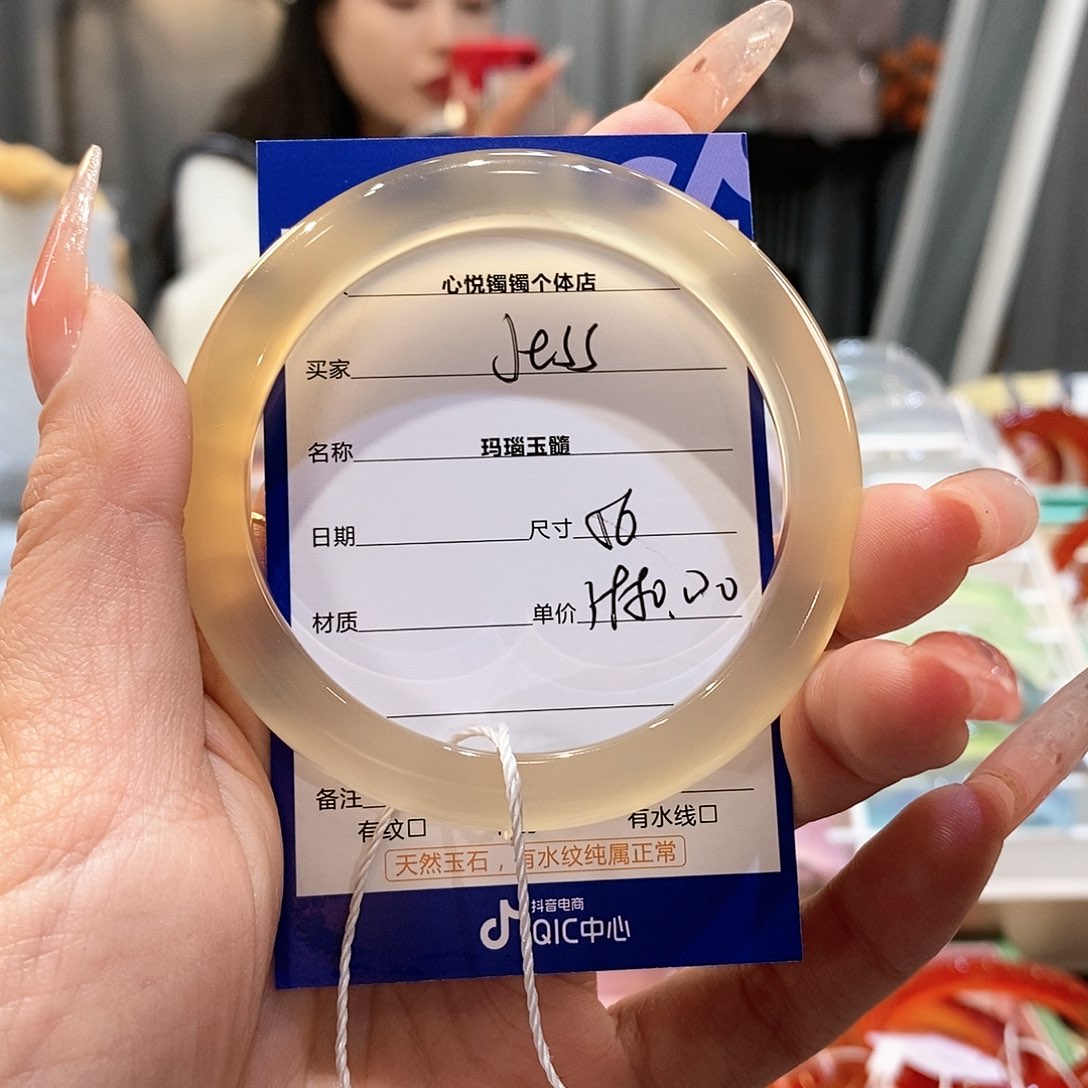 心悦镯镯个体店
买家 Jess
名称 玛瑙玉髓
日期 尺寸
材质 单价
备注
有纹□ 有水线□
天然玉石，有水纹纯属正常
抖音电商
QIC中心